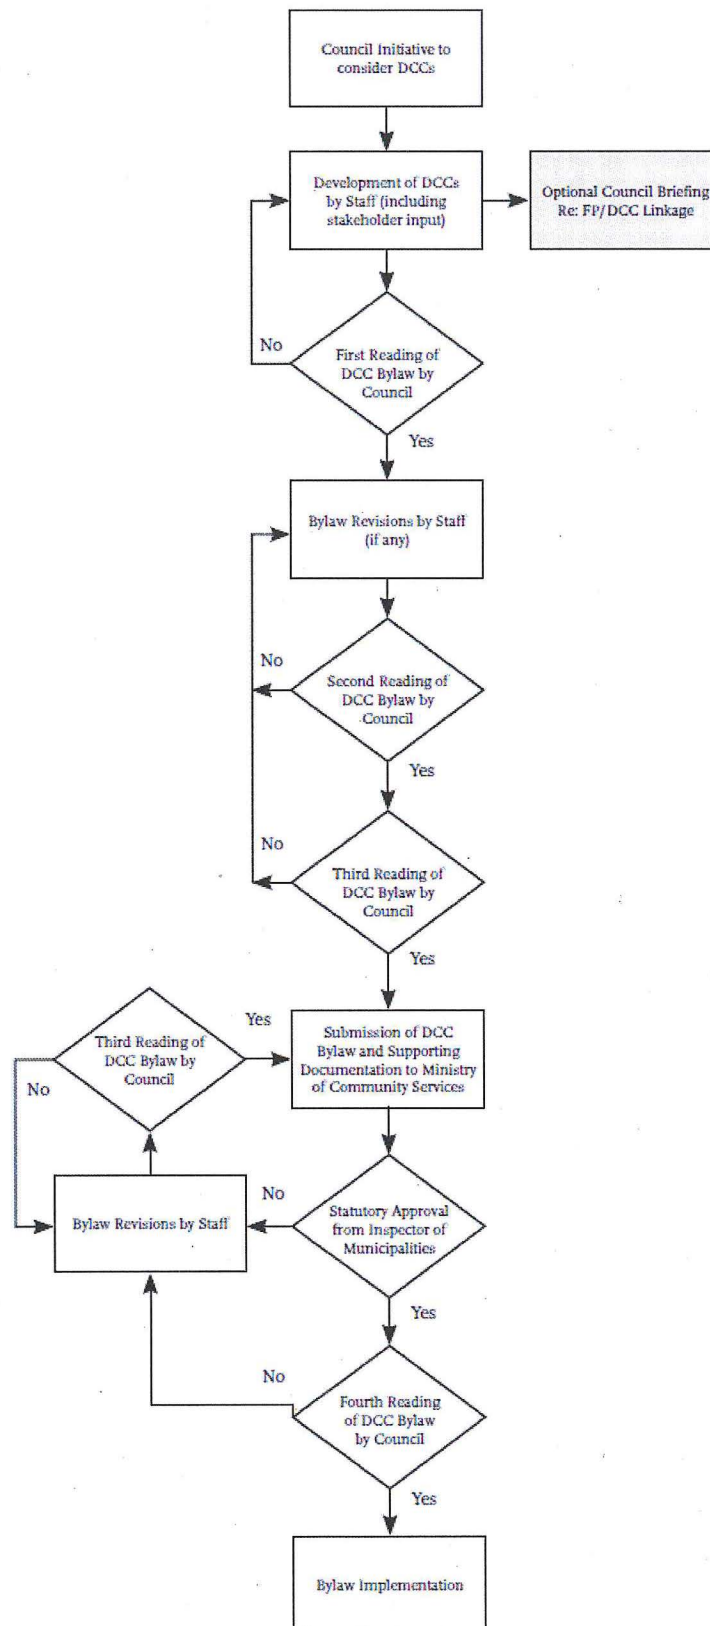 Council Initiative to
consider DCCs
Development of DCCs
by Staff (including
stakeholder input)
Optional Council Briefing
Re: FP/DCC Linkage
No
First Reading of
DCC Bylaw by
Council
Yes
Bylaw Revisions by Staff
(if any)
No
Second Reading of
DCC Bylaw by
Council
Yes
No
Third Reading of
DCC Bylaw by
Council
Yes
Third Reading of
DCC Bylaw by
Council
Yes
No
Submission of DCC
Bylaw and Supporting
Documentation to Ministry
of Community Services
Bylaw Revisions by Staff
No
Statutory Approval
from Inspector of
Municipalities
Yes
No
Fourth Reading
of DCC Bylaw
by Council
Yes
Bylaw Implementation